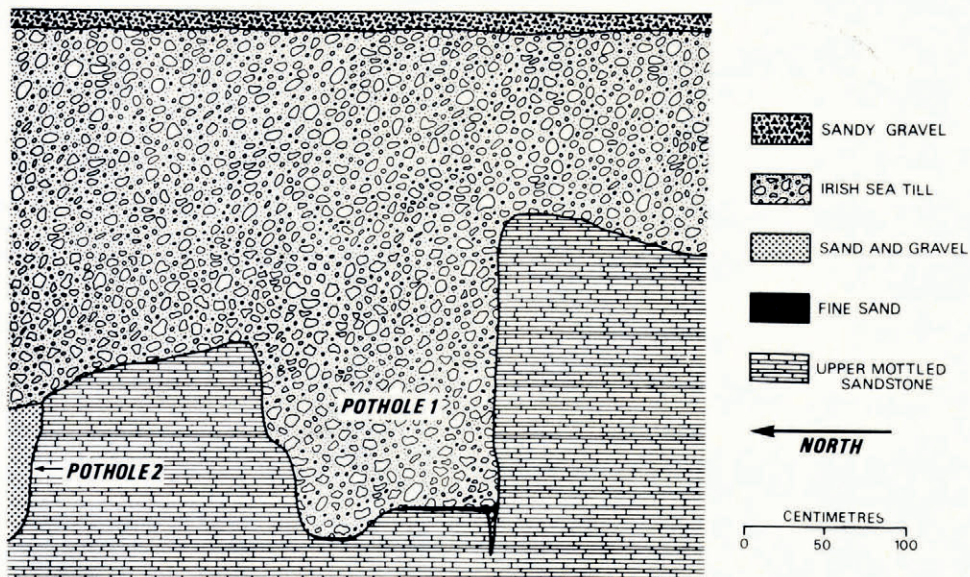 POTHOLE 1
POTHOLE 2
SANDY GRAVEL
IRISH SEA TILL
SAND AND GRAVEL
FINE SAND
UPPER MOTTLED
SANDSTONE
NORTH
CENTIMETRES
0 50 100